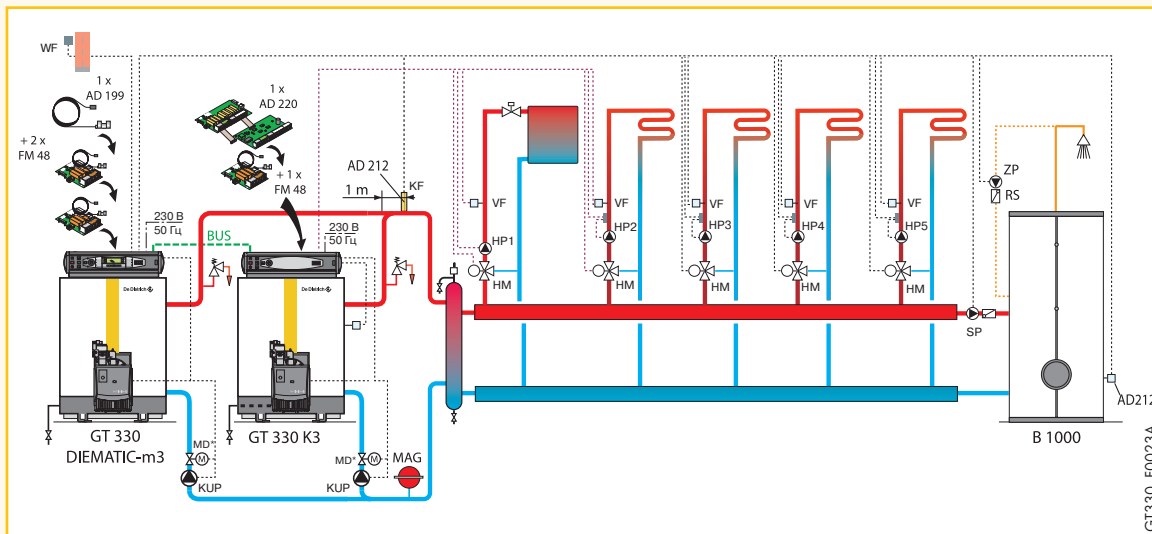 WF
1 x
AD 199
+ 2 x
FM 48
1 x
AD 220
+ 1 x
FM 48
AD 212
1 m
KF
230 В
50 Гц
BUS
230 В
50 Гц
De Dietrich
De Dietrich
GT 330
DIEMATIC-m3
GT 330 K3
MD*
M
KUP
MD*
M
KUP
MAG
VF
HP1
HM
VF
HP2
HM
VF
HP3
HM
VF
HP4
HM
VF
HP5
HM
SP
ZP
RS
AD212
B 1000
GT330_F0023A